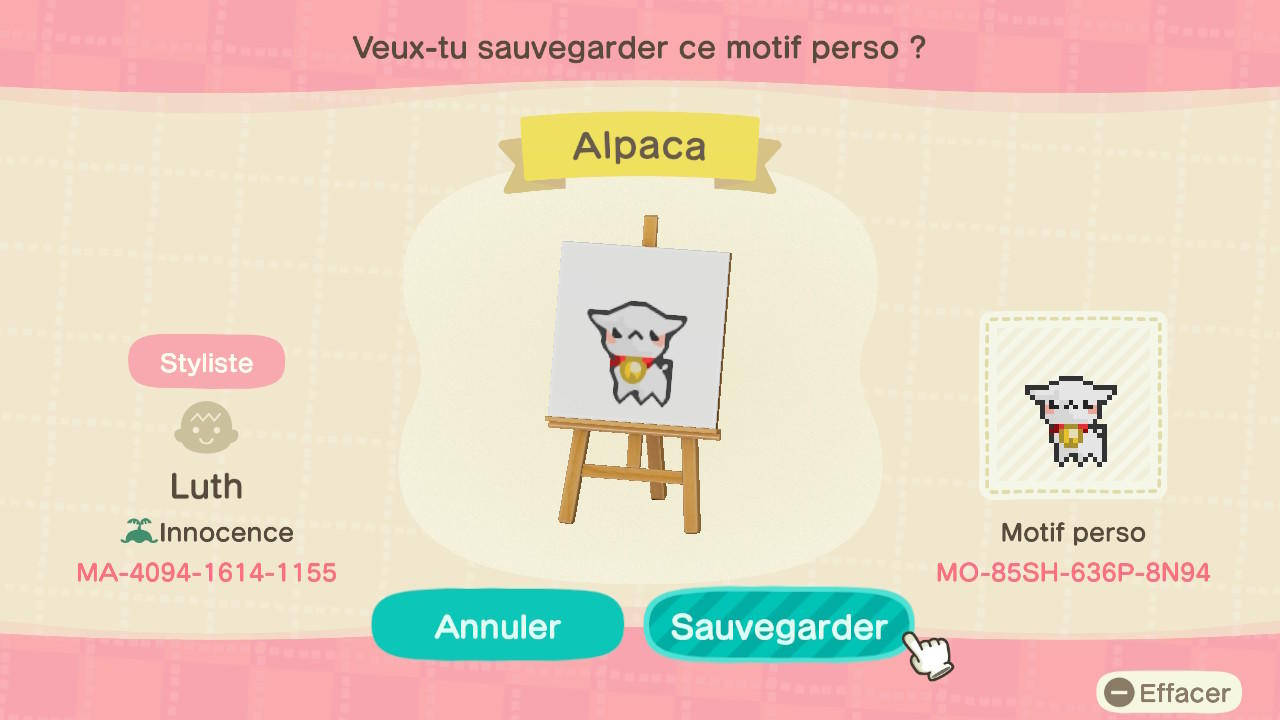 Veux-tu sauvegarder ce motif perso ?
Alpaca
Styliste
Luth
Innocence
MA-4094-1614-1155
Motif perso
MO-85SH-636P-8N94
Annuler
Sauvegarder
Effacer